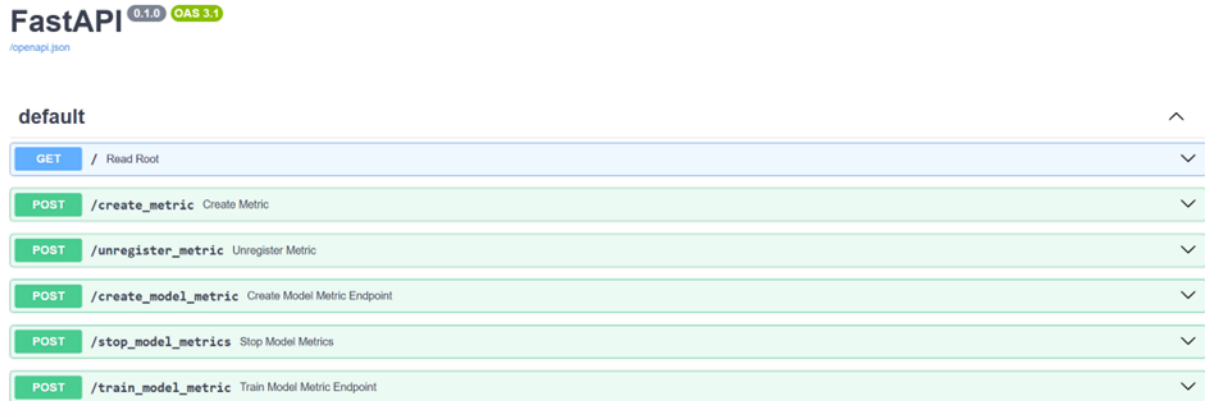 FastAPI 0.1.0 OAS 3.1
/openapi.json
default
GET / Read Root
POST /create_metric Create Metric
POST /unregister_metric Unregister Metric
POST /create_model_metric Create Model Metric Endpoint
POST /stop_model_metrics Stop Model Metrics
POST /train_model_metric Train Model Metric Endpoint